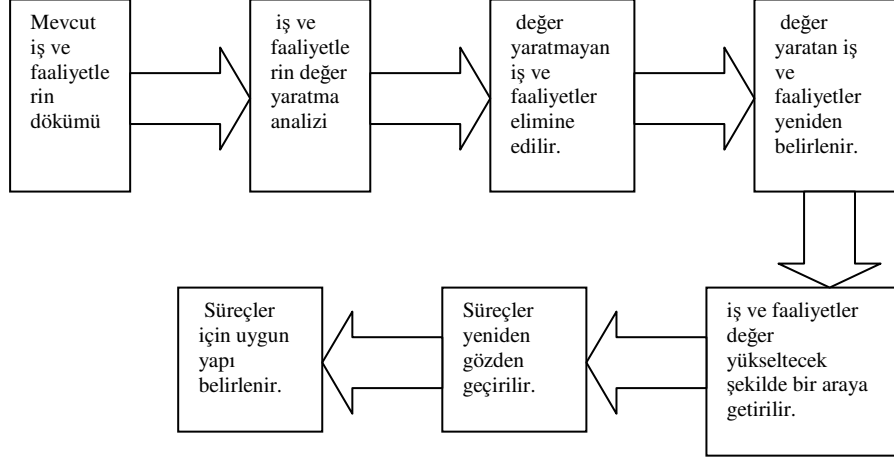 Mevcut
iş ve
faaliyetle
rin
dökümü
iş ve
faaliyetle
rin değer
yaratma
analizi
değer
yaratmayan
iş ve
faaliyetler
elimine
edilir.
değer
yaratan iş
ve
faaliyetler
yeniden
belirlenir.
iş ve faaliyetler
değer
yükseltecek
şekilde bir araya
getirilir.
Süreçler
yeniden
gözden
geçirilir.
Süreçler
için uygun
yapı
belirlenir.